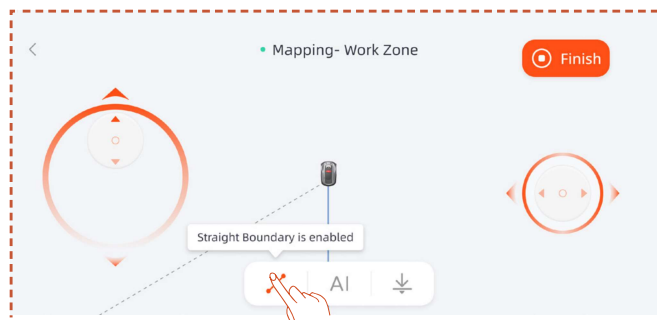 Mapping- Work Zone
Finish
Straight Boundary is enabled
AI